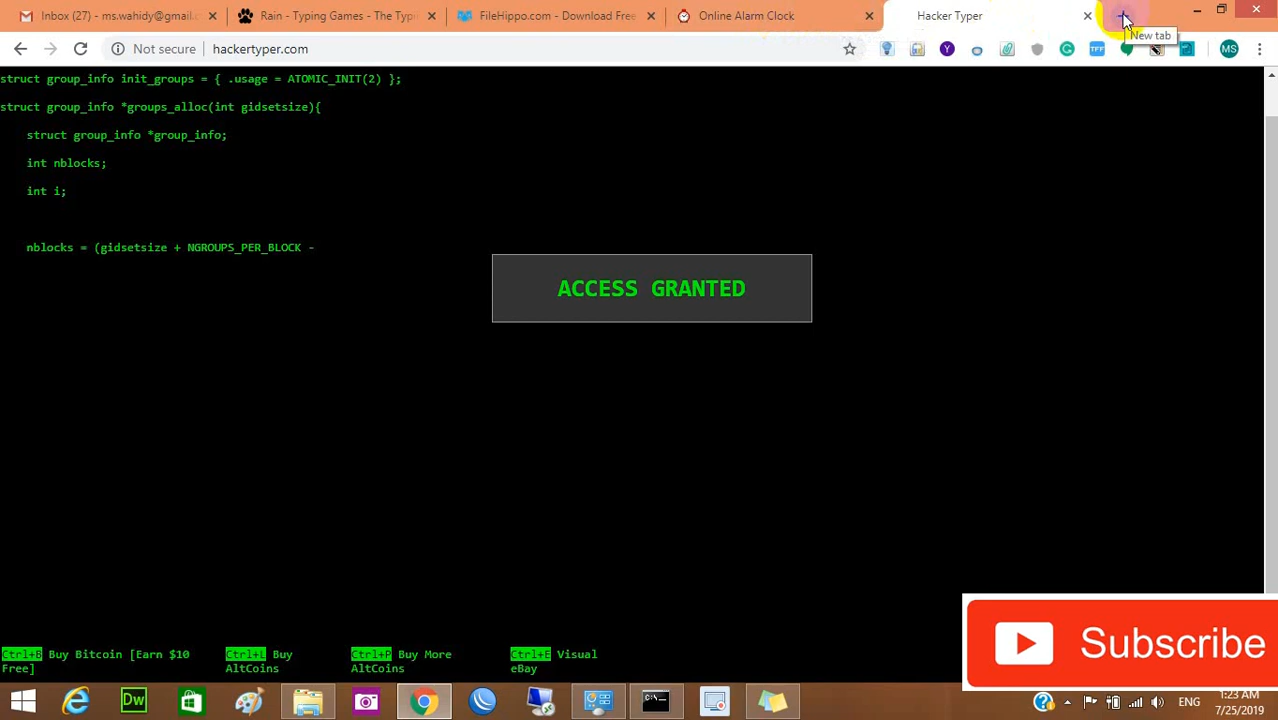 Inbox (27) - ms.wahidy@gmail.c
Rain - Typing Games - The Typ
FileHippo.com - Download Free
Online Alarm Clock
Hacker Typer
New tab
Not secure
hackertyper.com
Y
TFF
MS
struct group_info init_groups = { .usage = ATOMIC_INIT(2) };
struct group_info *groups_alloc(int gidsetsize){
struct group_info *group_info;
int nblocks;
int i;
nblocks = (gidsetsize + NGROUPS_PER_BLOCK -
ACCESS GRANTED
Subscribe
Ctrl+B Buy Bitcoin [Earn $10 Free]
Ctrl+L Buy AltCoins
Ctrl+P Buy More AltCoins
Ctrl+E Visual eBay
Dw
ENG
1:23 AM
7/25/2019